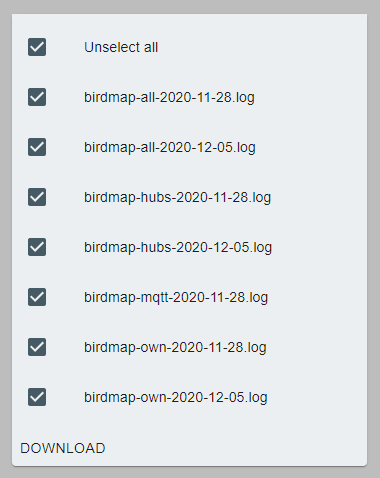 Unselect all
birdmap-all-2020-11-28.log
birdmap-all-2020-12-05.log
birdmap-hubs-2020-11-28.log
birdmap-hubs-2020-12-05.log
birdmap-mqtt-2020-11-28.log
birdmap-own-2020-11-28.log
birdmap-own-2020-12-05.log
DOWNLOAD